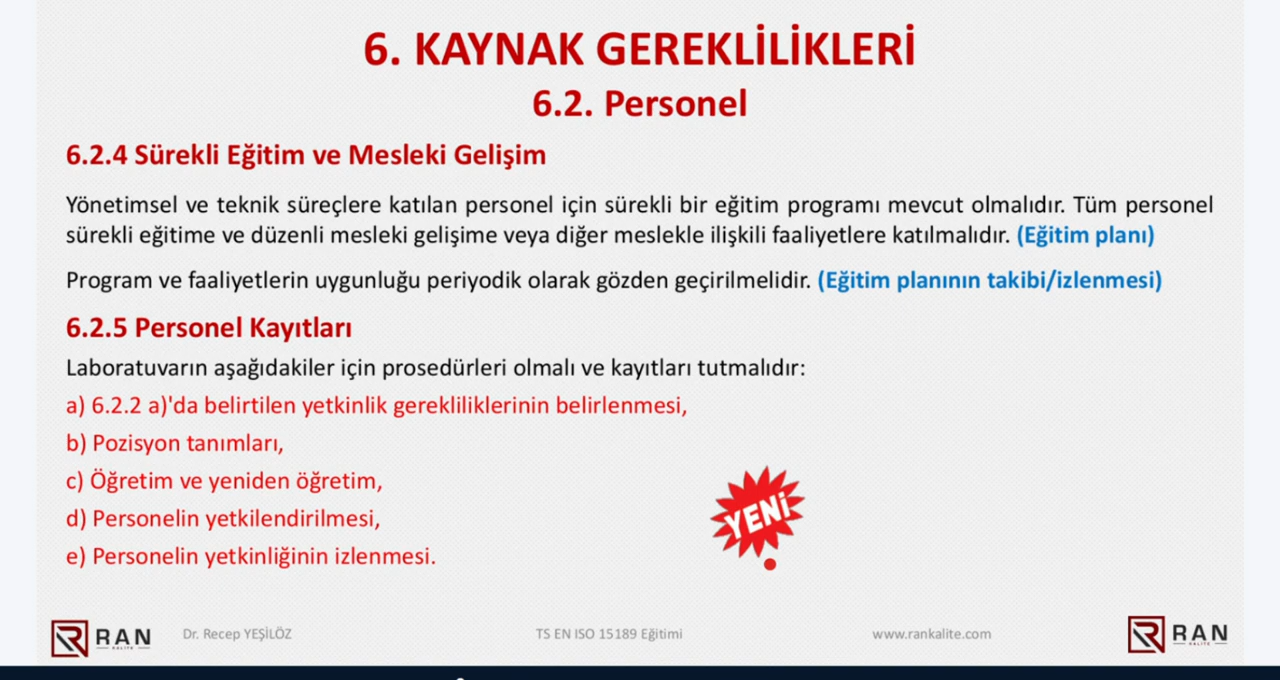 6. KAYNAK GEREKLİLİKLERİ
6.2. Personel
6.2.4 Sürekli Eğitim ve Mesleki Gelişim
Yönetimsel ve teknik süreçlere katılan personel için sürekli bir eğitim programı mevcut olmalıdır. Tüm personel
sürekli eğitime ve düzenli mesleki gelişime veya diğer meslekle ilişkili faaliyetlere katılmalıdır. (Eğitim planı)
Program ve faaliyetlerin uygunluğu periyodik olarak gözden geçirilmelidir. (Eğitim planının takibi/izlenmesi)
6.2.5 Personel Kayıtları
Laboratuvarın aşağıdakiler için prosedürleri olmalı ve kayıtları tutmalıdır:
a) 6.2.2 a)'da belirtilen yetkinlik gerekliliklerinin belirlenmesi,
b) Pozisyon tanımları,
c) Öğretim ve yeniden öğretim,
d) Personelin yetkilendirilmesi,
e) Personelin yetkinliğinin izlenmesi.
YENİ
RAN
KALİTE
Dr. Recep YEŞİLÖZ
TS EN ISO 15189 Eğitimi
www.rankalite.com
RAN
KALİTE